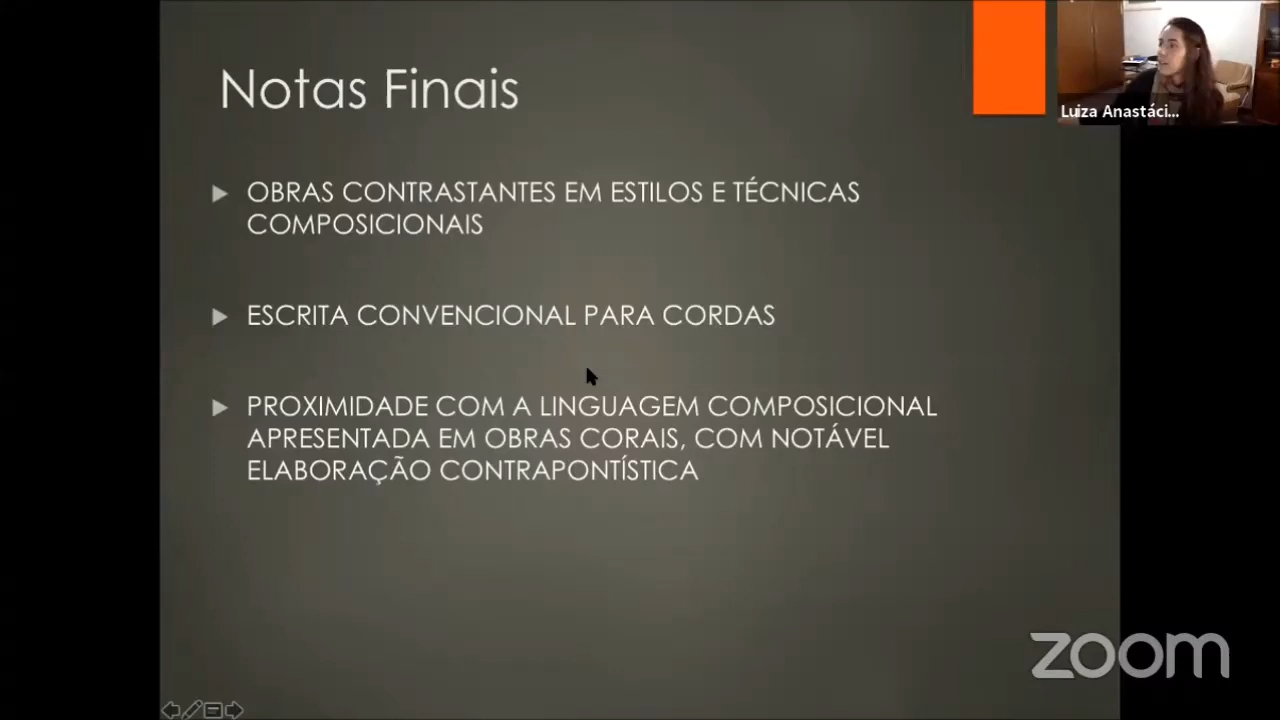 Notas Finais
OBRAS CONTRASTANTES EM ESTILOS E TÉCNICAS
COMPOSICIONAIS
ESCRITA CONVENCIONAL PARA CORDAS
PROXIMIDADE COM A LINGUAGEM COMPOSICIONAL
APRESENTADA EM OBRAS CORAIS, COM NOTÁVEL
ELABORAÇÃO CONTRAPONTÍSTICA
Luiza Anastáci...
zoom